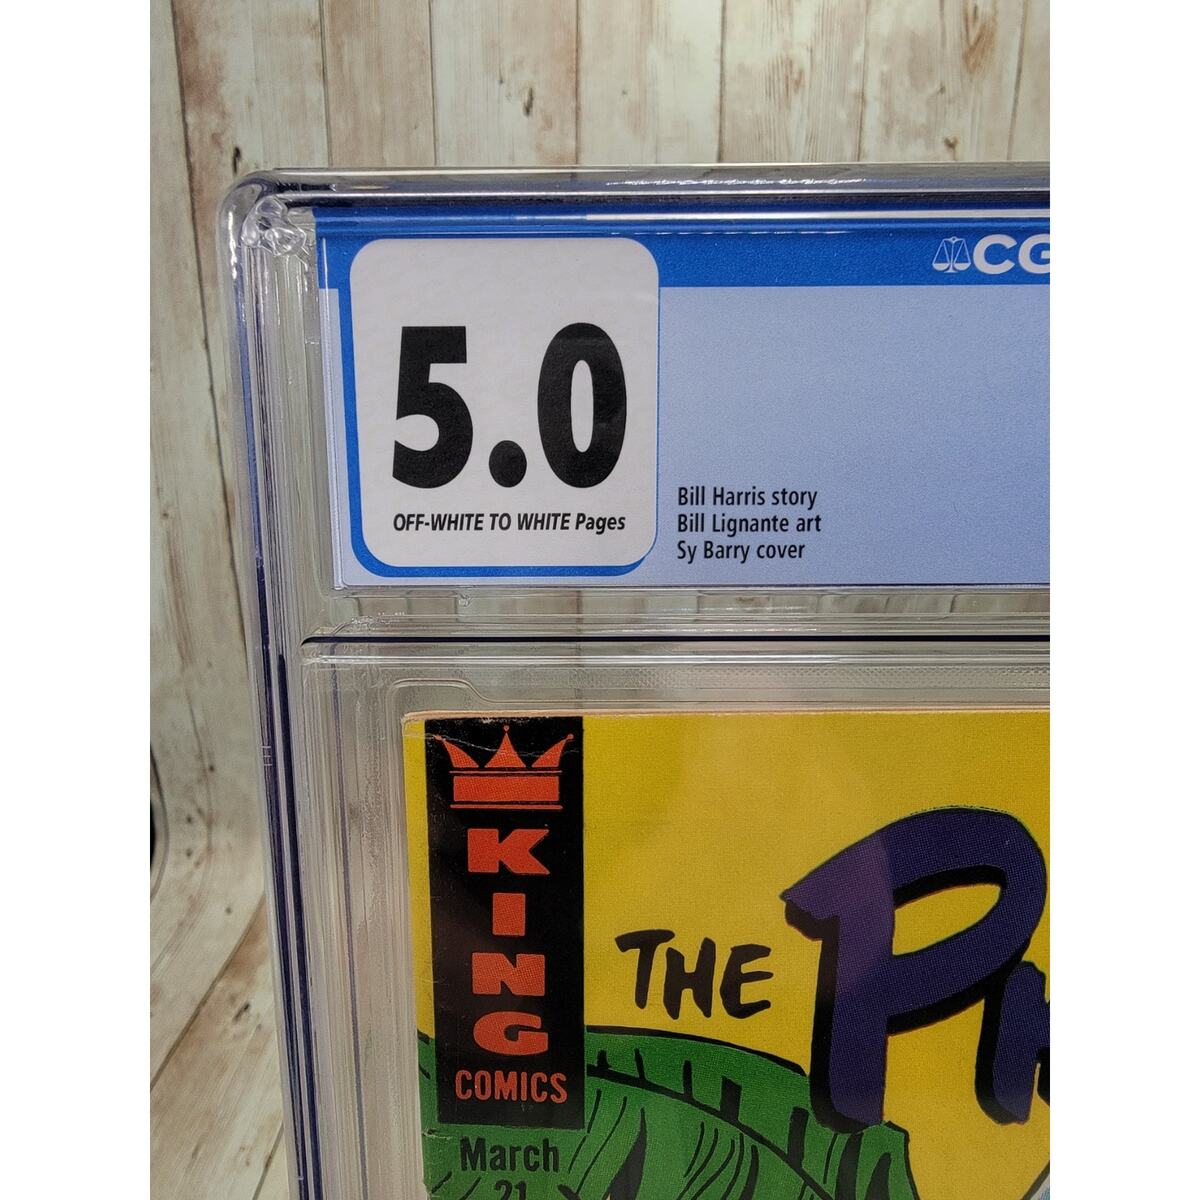 CG
5.0
OFF-WHITE TO WHITE Pages
Bill Harris story
Bill Lignante art
Sy Barry cover
KING
COMICS
THE
March
21